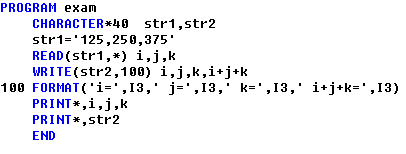 PROGRAM exam
CHARACTER*40  str1,str2
str1='125,250,375'
READ(str1,*) i,j,k
WRITE(str2,100) i,j,k,i+j+k
100 FORMAT('i=',I3,' j=',I3,' k=',I3,' i+j+k=',I3)
PRINT*,i,j,k
PRINT*,str2
END